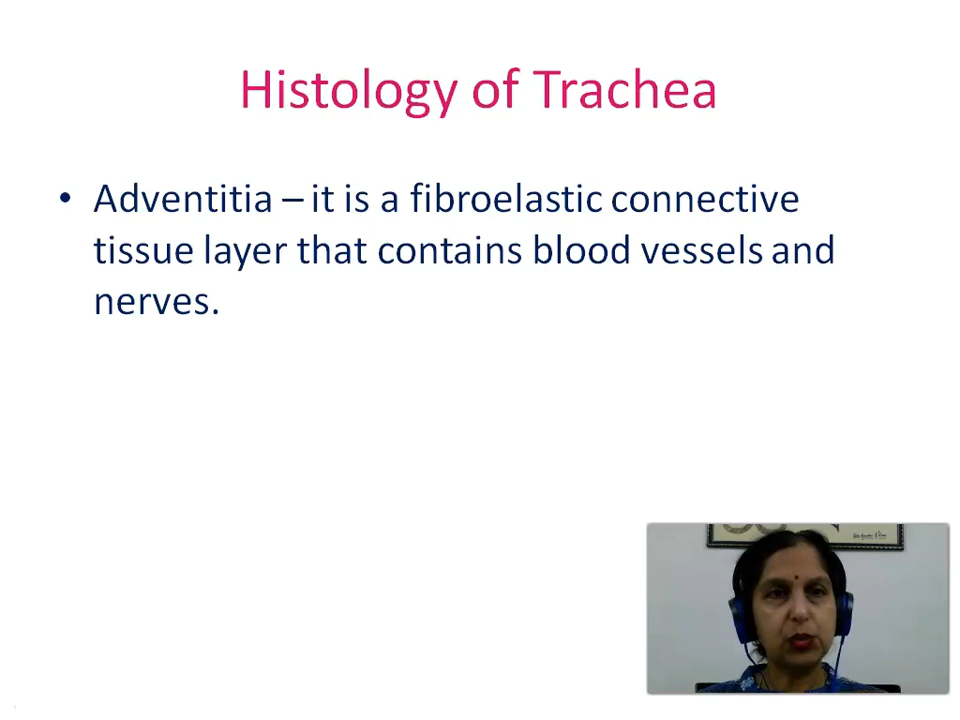 Histology of Trachea
• Adventitia – it is a fibroelastic connective
tissue layer that contains blood vessels and
nerves.